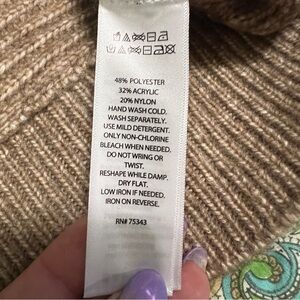 48% POLYESTER
32% ACRYLIC
20% NYLON
HAND WASH COLD.
WASH SEPARATELY.
USE MILD DETERGENT.
ONLY NON-CHLORINE
BLEACH WHEN NEEDED.
DO NOT WRING OR
TWIST.
RESHAPE WHILE DAMP.
DRY FLAT.
LOW IRON IF NEEDED.
IRON ON REVERSE.
RN# 75343